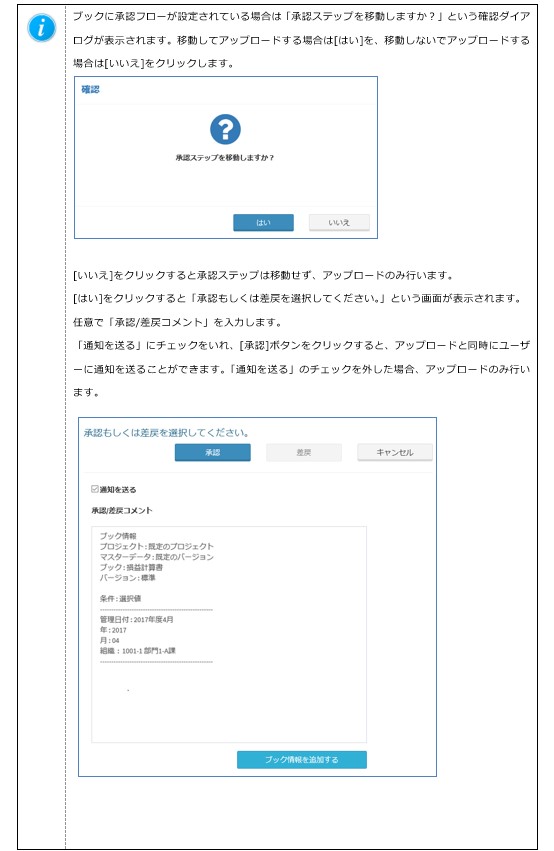 ブックに承認フローが設定されている場合は「承認ステップを移動しますか？」という確認ダイア
ログが表示されます。移動してアップロードする場合は[はい]を、移動しないでアップロードする
場合は[いいえ]をクリックします。
確認
?
承認ステップを移動しますか？
はい
いいえ
[いいえ]をクリックすると承認ステップは移動せず、アップロードのみ行います。
[はい]をクリックすると「承認もしくは差戻を選択してください。」という画面が表示されます。
任意で「承認/差戻コメント」を入力します。
「通知を送る」にチェックをいれ、[承認]ボタンをクリックすると、アップロードと同時にユーザ
ーに通知を送ることができます。「通知を送る」のチェックを外した場合、アップロードのみ行い
ます。
承認もしくは差戻を選択してください。
承認
差戻
キャンセル
通知を送る
承認/差戻コメント
ブック情報
プロジェクト：既定のプロジェクト
マスターデータ：既定のバージョン
ブック：損益計算書
バージョン：標準
条件：選択値
----------------------------------------
管理日付：2017年度4月
年：2017
月：04
組織：1001-1 部門1-A課
----------------------------------------
ブック情報を追加する